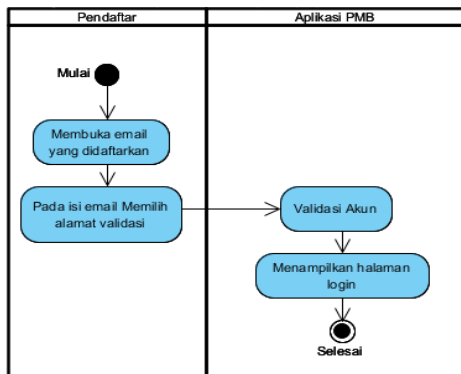 Pendaftar
Aplikasi PMB
Mulai
Membuka email
yang didaftarkan
Pada isi email Memilih
alamat validasi
Validasi Akun
Menampilkan halaman
login
Selesai